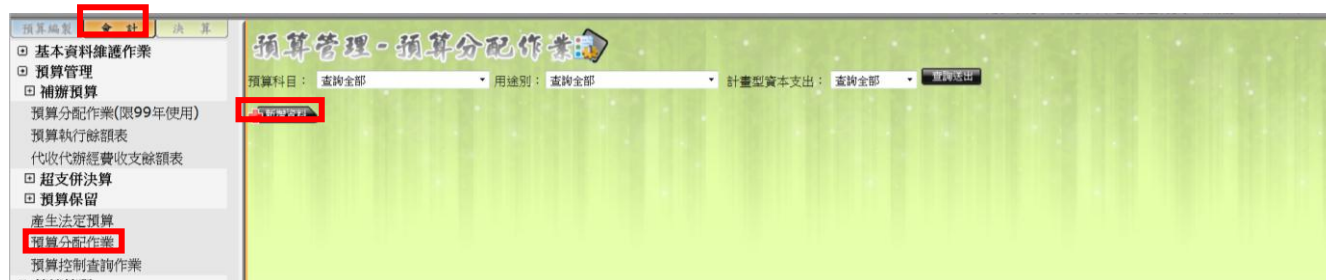 預算編製 會 計 決 算
基本資料維護作業
預算管理
補辦預算
預算分配作業(限99年使用)
預算執行餘額表
代收代辦經費收支餘額表
超支併決算
預算保留
產生法定預算
預算分配作業
預算控制查詢作業
預算管理-預算分配作業
預算科目： 查詢全部 用途別： 查詢全部 計畫型資本支出： 查詢全部 查詢送出
新增資料